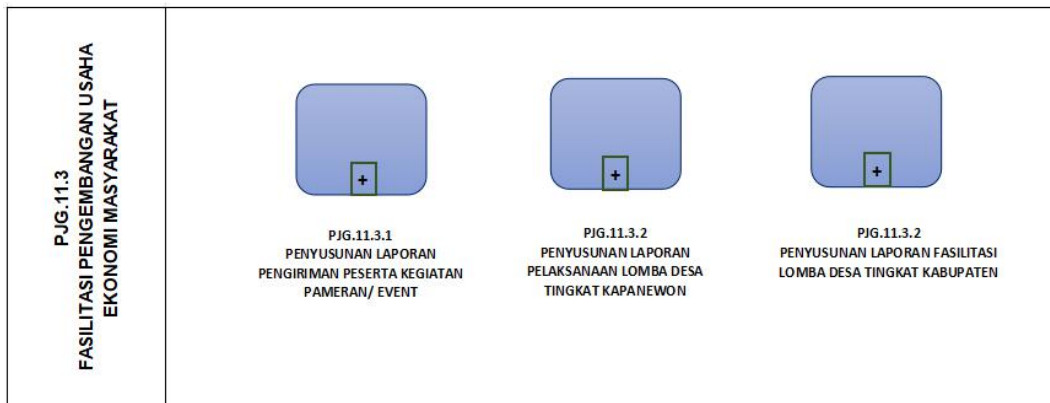 PJG.11.3
FASILITASI PENGEMBANGAN USAHA
EKONOMI MASYARAKAT
+
PJG.11.3.1
PENYUSUNAN LAPORAN
PENGIRIMAN PESERTA KEGIATAN
PAMERAN/ EVENT
+
PJG.11.3.2
PENYUSUNAN LAPORAN
PELAKSANAAN LOMBA DESA
TINGKAT KAPANEWON
+
PJG.11.3.2
PENYUSUNAN LAPORAN FASILITASI
LOMBA DESA TINGKAT KABUPATEN